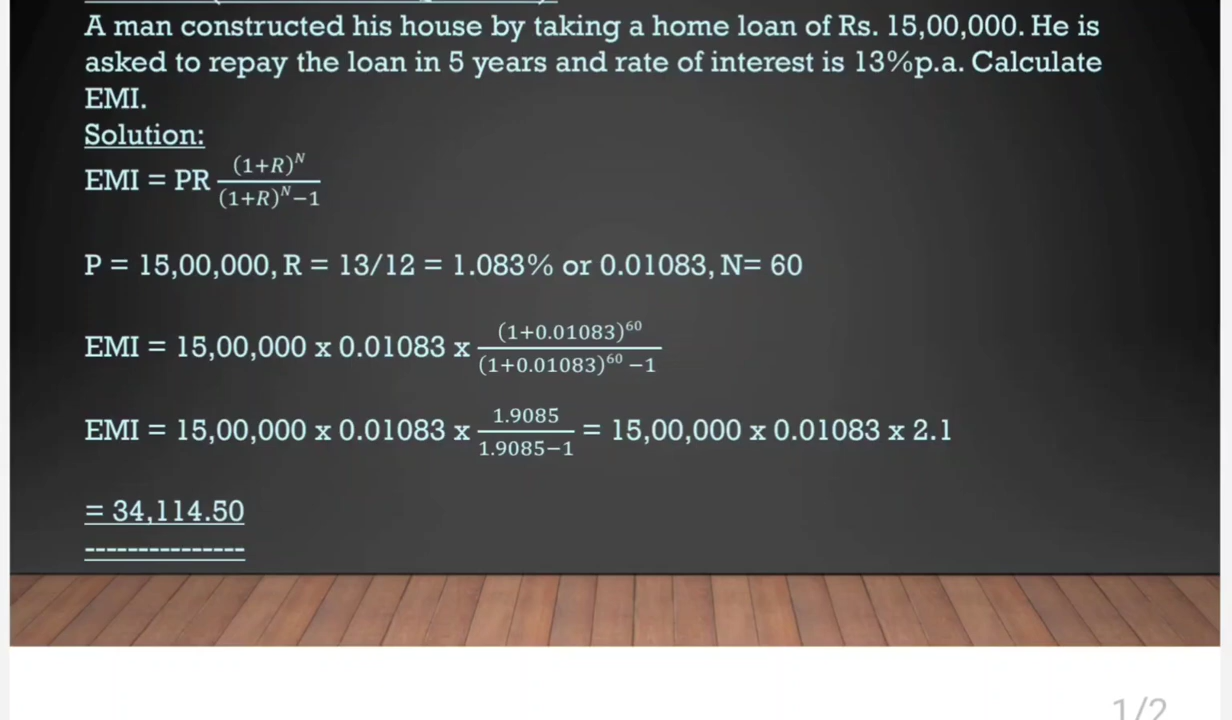 A man constructed his house by taking a home loan of Rs. 15,00,000. He is
asked to repay the loan in 5 years and rate of interest is 13%p.a. Calculate
EMI.
Solution:
EMI = PR (1+R)^N / (1+R)^N−1
P = 15,00,000, R = 13/12 = 1.083% or 0.01083, N= 60
EMI = 15,00,000 x 0.01083 x (1+0.01083)^60 / (1+0.01083)^60 −1
EMI = 15,00,000 x 0.01083 x 1.9085 / 1.9085−1 = 15,00,000 x 0.01083 x 2.1
= 34,114.50
---------------
1/2